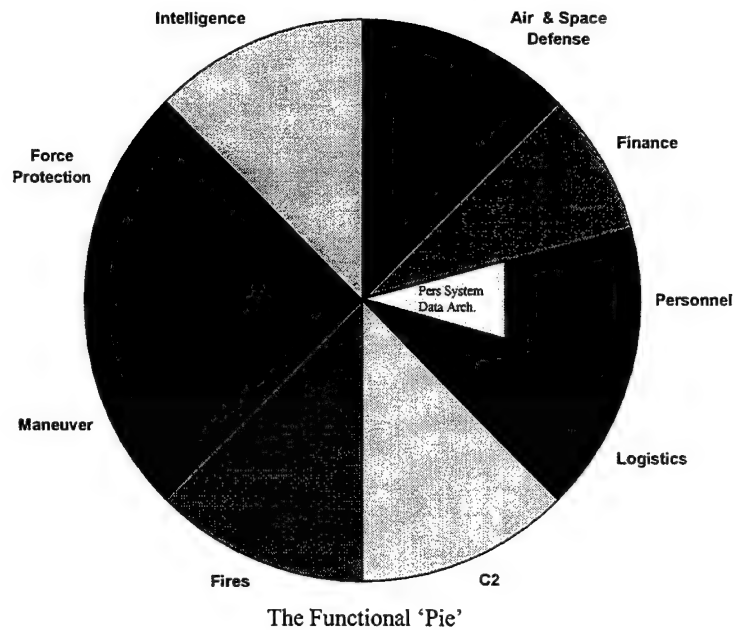 Intelligence
Air & Space
Defense
Force
Protection
Finance
Pers System
Data Arch.
Personnel
Maneuver
Logistics
Fires
C2
The Functional 'Pie'